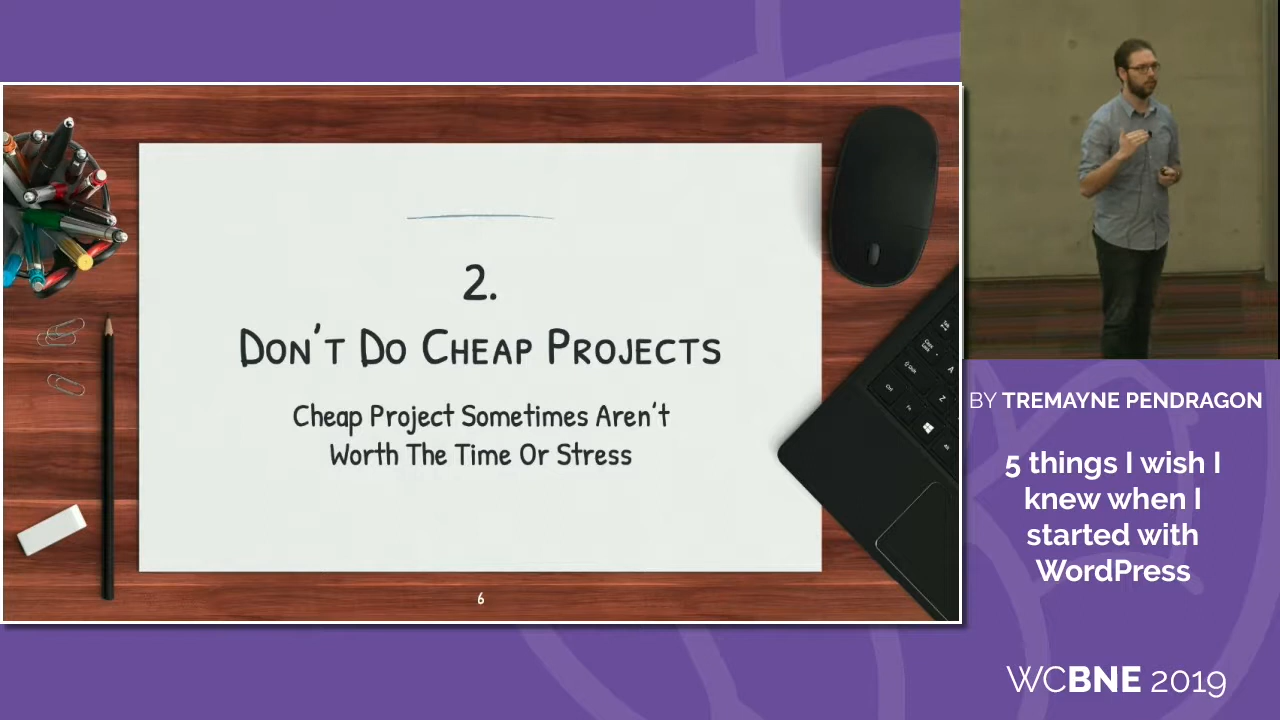 2.
Don't Do Cheap Projects
Cheap Project Sometimes Aren't
Worth The Time Or Stress
6
BY TREMAYNE PENDRAGON
5 things I wish I
knew when I
started with
WordPress
WCBNE 2019